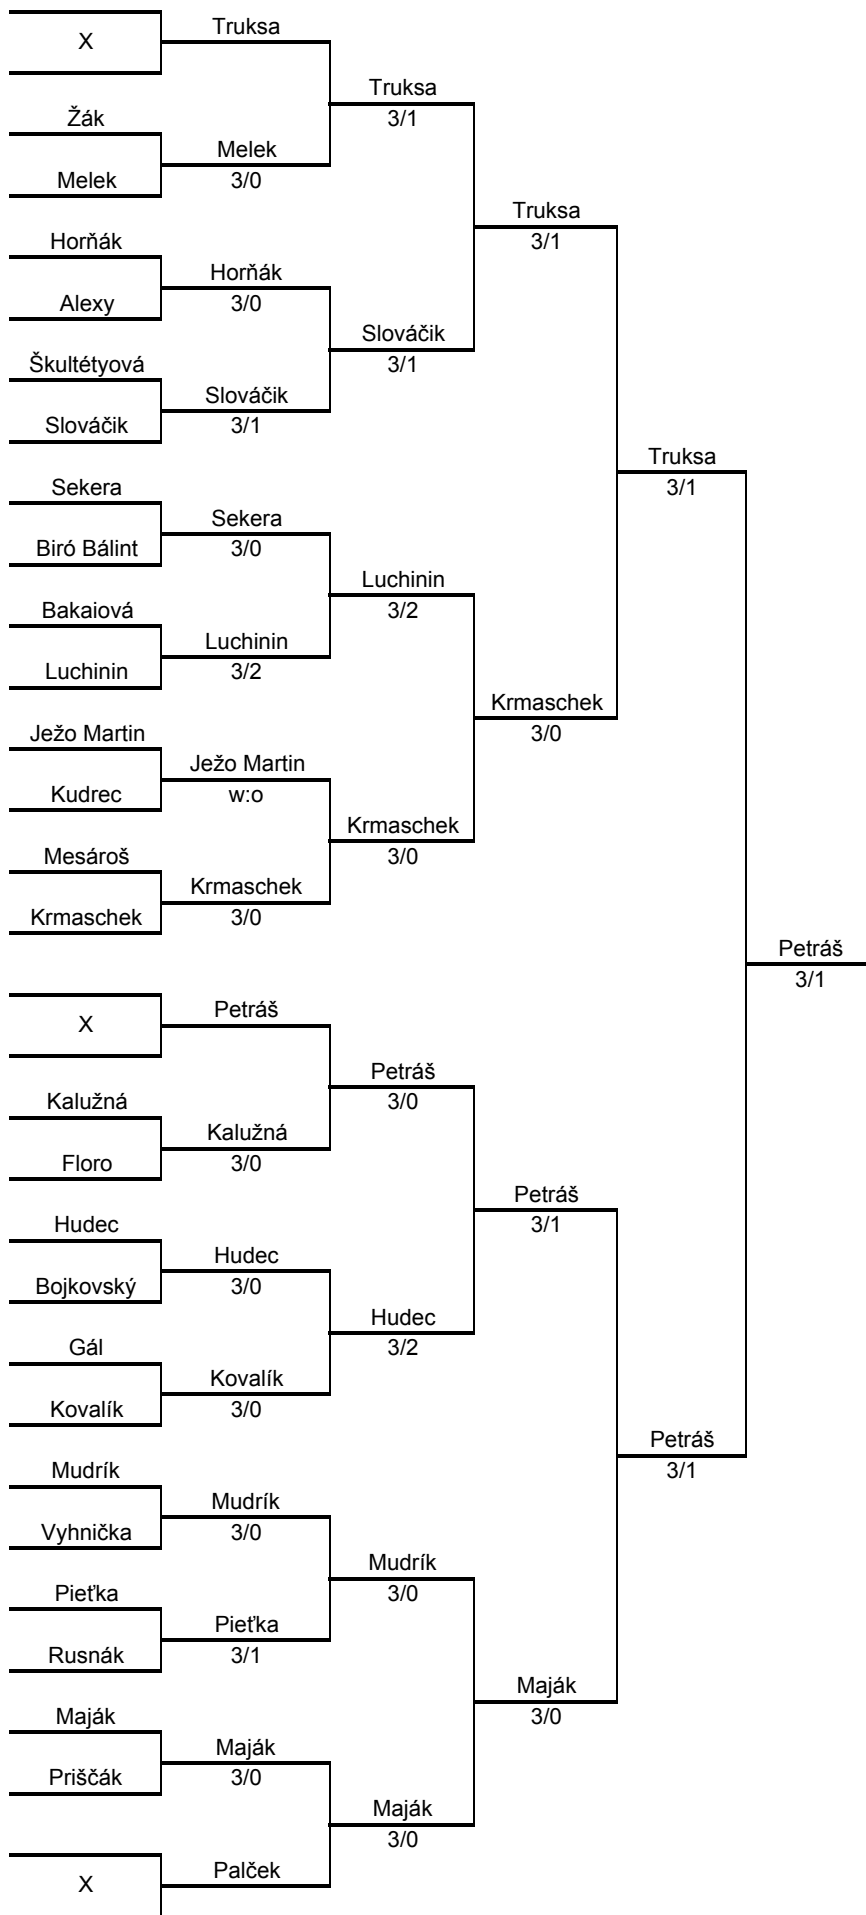 Truksa
X
Truksa
3/1
Žák
Melek
3/0
Melek
Truksa
3/1
Horňák
Horňák
3/0
Alexy
Slováčik
3/1
Škultétyová
Slováčik
3/1
Slováčik
Truksa
3/1
Sekera
Sekera
3/0
Biró Bálint
Luchinin
3/2
Bakaiová
Luchinin
3/2
Luchinin
Krmaschek
3/0
Ježo Martin
Ježo Martin
w:o
Kudrec
Krmaschek
3/0
Mesároš
Krmaschek
3/0
Krmaschek
Petráš
3/1
Petráš
X
Petráš
3/0
Kalužná
Kalužná
3/0
Floro
Petráš
3/1
Hudec
Hudec
3/0
Bojkovský
Hudec
3/2
Gál
Kovalík
3/0
Kovalík
Petráš
3/1
Mudrík
Mudrík
3/0
Vyhnička
Mudrík
3/0
Pieťka
Pieťka
3/1
Rusnák
Maják
3/0
Maják
Maják
3/0
Priščák
Maják
3/0
Palček
X